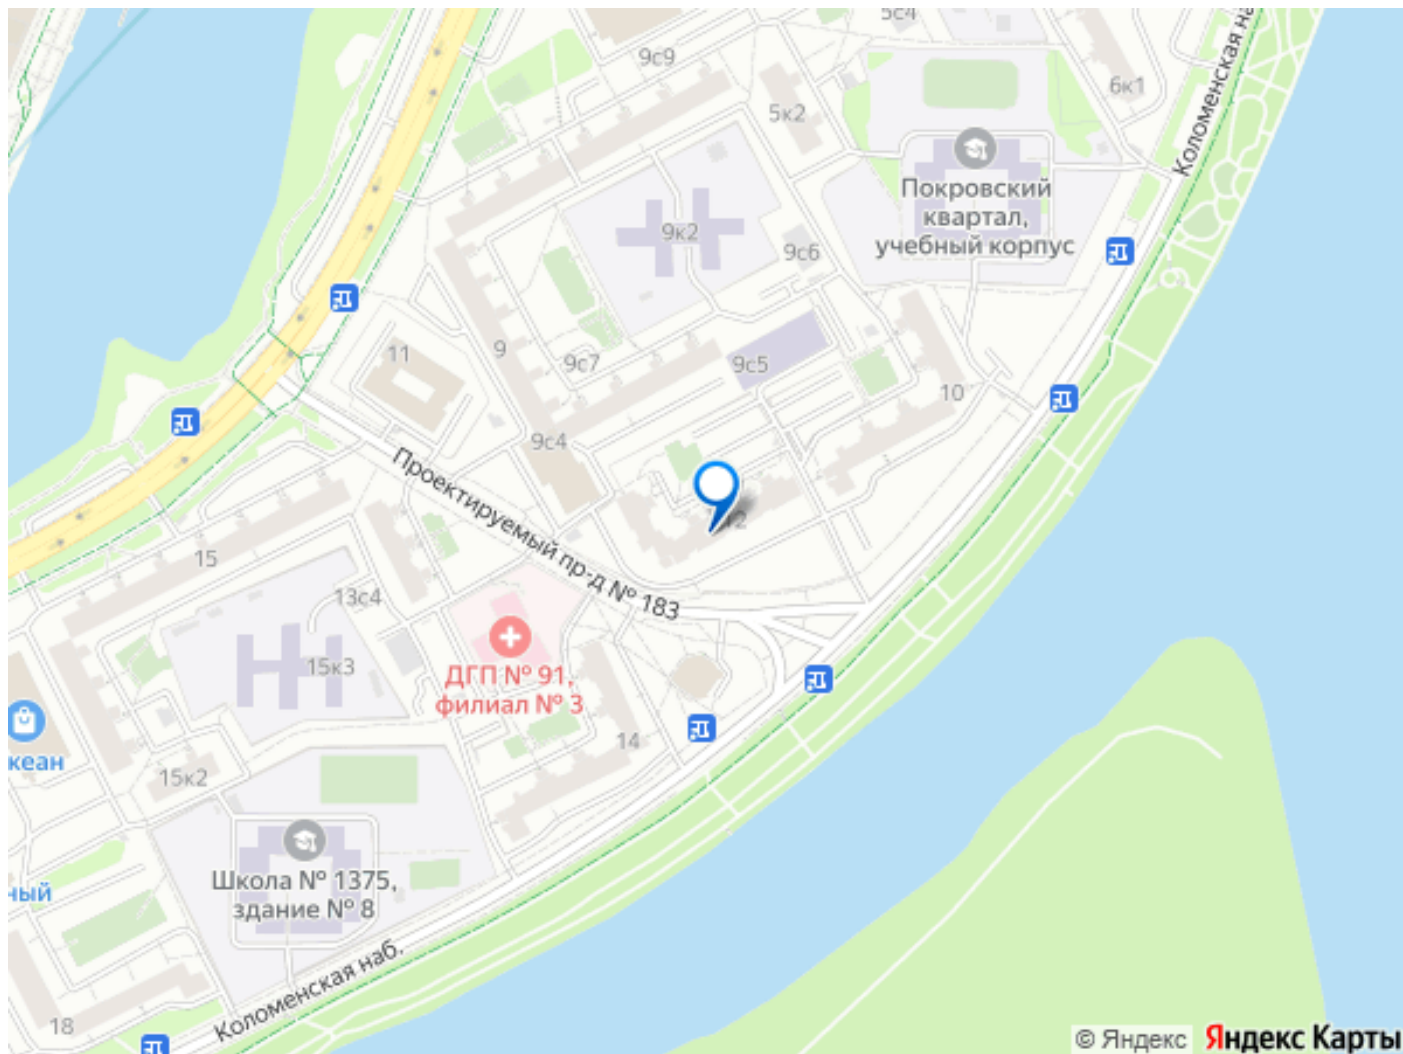 5с4
Коломенская на
9с9
6к1
5к2
Покровский
квартал,
учебный корпус
9к2
9с6
11
9
9с7
9с5
10
9с4
Проектируемый пр-д № 183
15
13с4
15к3
ДГП № 91,
филиал № 3
14
кеан
15к2
Школа № 1375,
здание № 8
ный
Коломенская наб.
18
© Яндекс Яндекс Карты